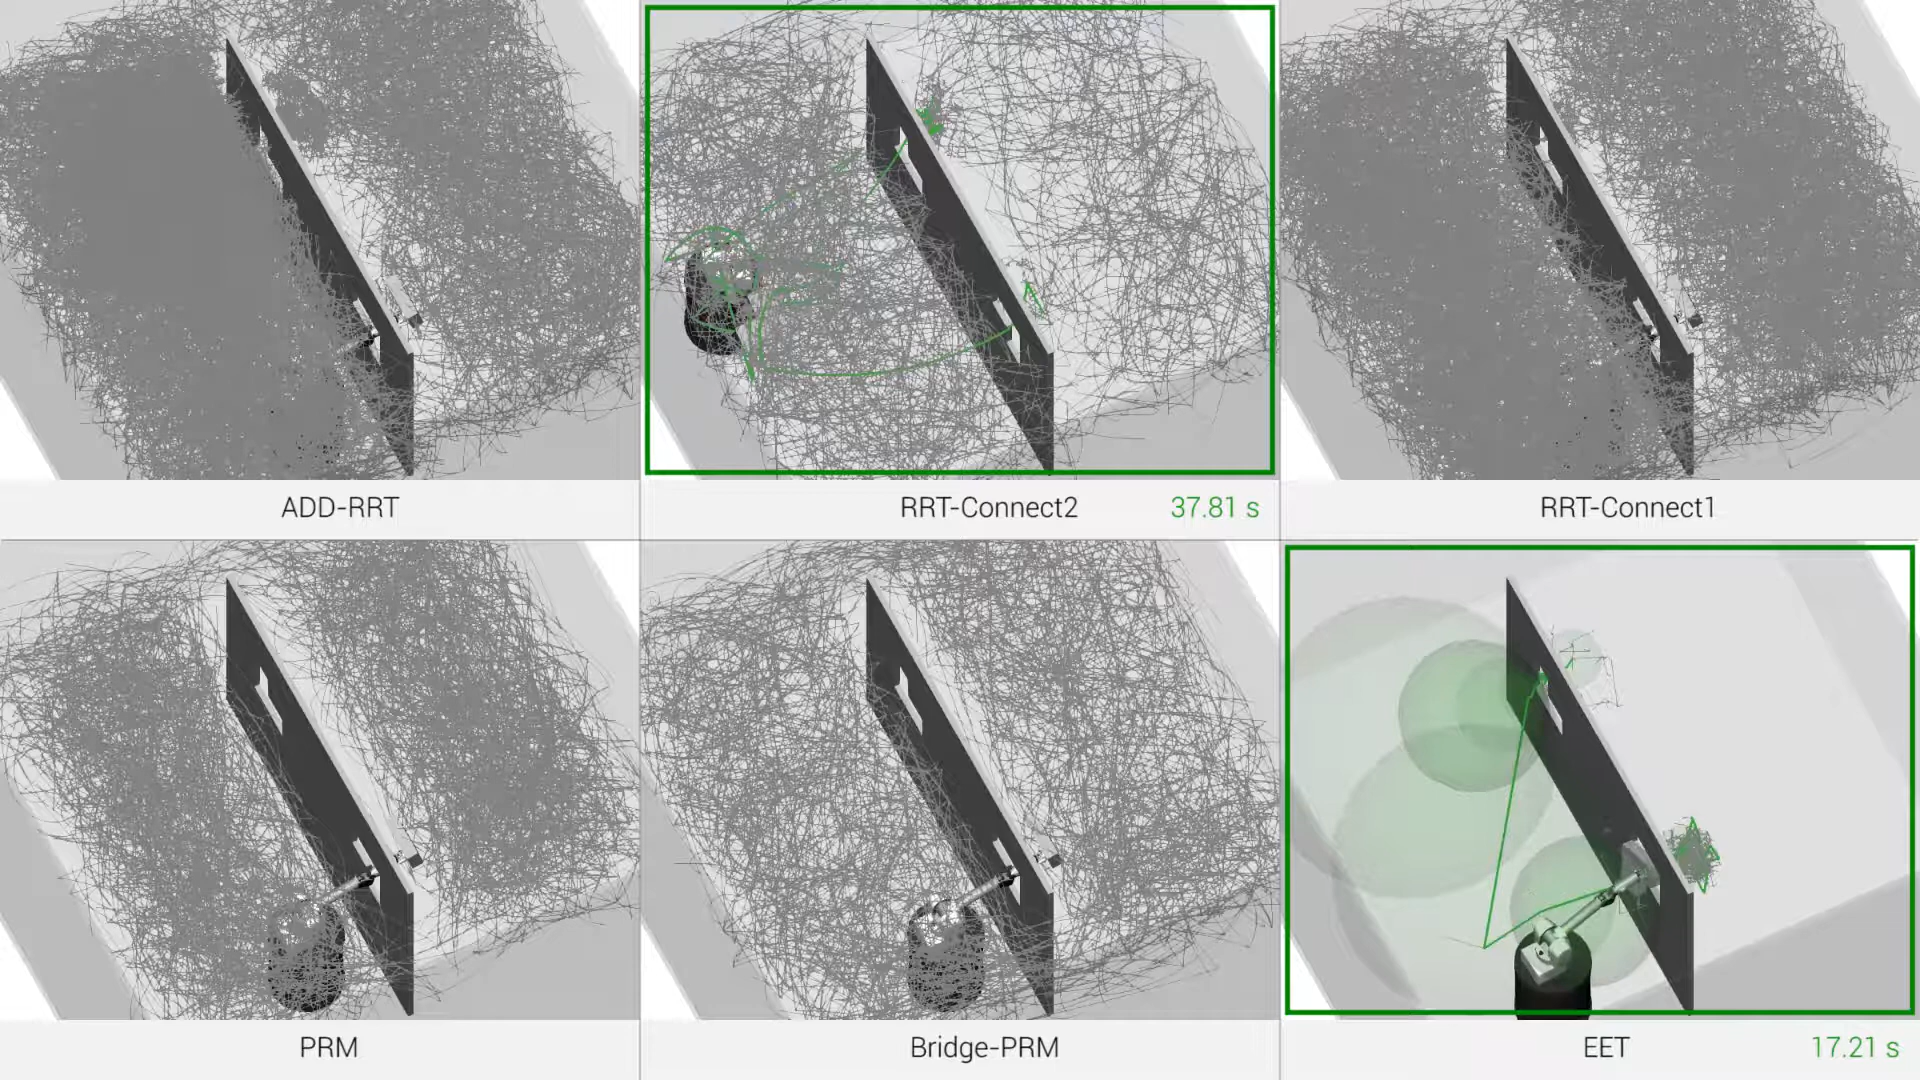 ADD-RRT
RRT-Connect2 37.81 s
RRT-Connect1
PRM
Bridge-PRM
EET 17.21 s